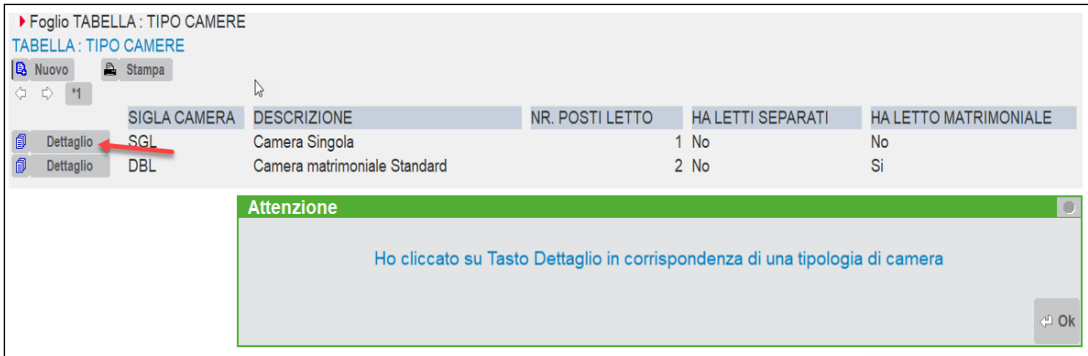 Foglio TABELLA : TIPO CAMERE
TABELLA : TIPO CAMERE
Nuovo Stampa
*1
SIGLA CAMERA DESCRIZIONE NR. POSTI LETTO HA LETTI SEPARATI HA LETTO MATRIMONIALE
Dettaglio SGL Camera Singola 1 No No
Dettaglio DBL Camera matrimoniale Standard 2 No Si
Attenzione
Ho cliccato su Tasto Dettaglio in corrispondenza di una tipologia di camera
Ok